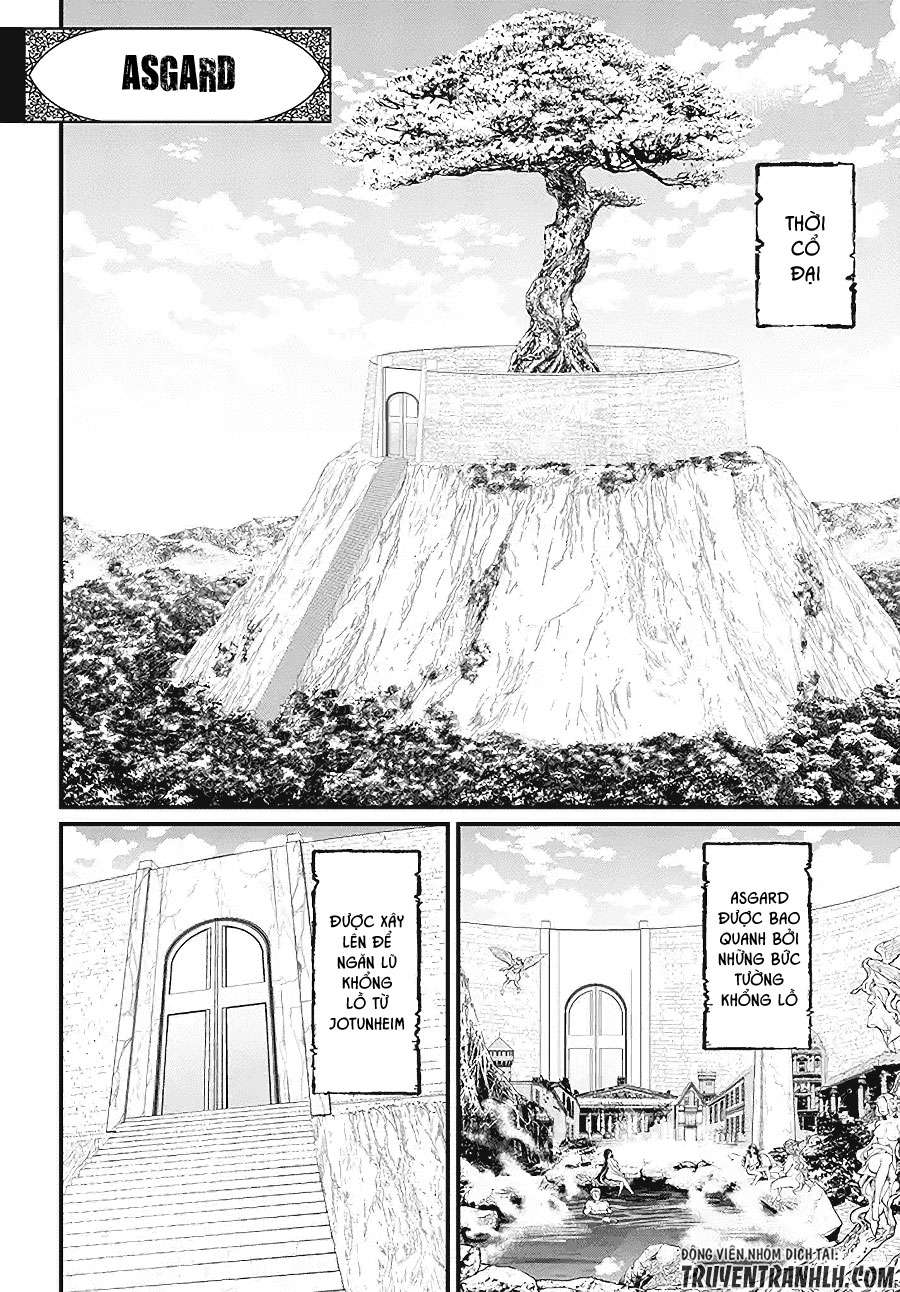 ASGARD
THỜI
CỔ
ĐẠI
ASGARD
ĐƯỢC BAO
QUANH BỞI
NHỮNG BỨC
TƯỜNG
KHỔNG LỒ
ĐƯỢC XÂY
LÊN ĐỂ
NGĂN LŨ
KHỔNG
LỒ TỪ
JOTUNHEIM
ĐỘNG VIÊN NHÓM DỊCH TẠI:
TRUYENTRANHLH.COM